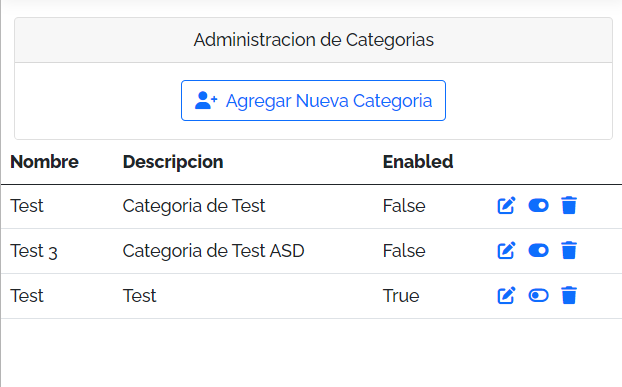 Administracion de Categorias
Agregar Nueva Categoria
Nombre Descripcion Enabled
Test Categoria de Test False
Test 3 Categoria de Test ASD False
Test Test True